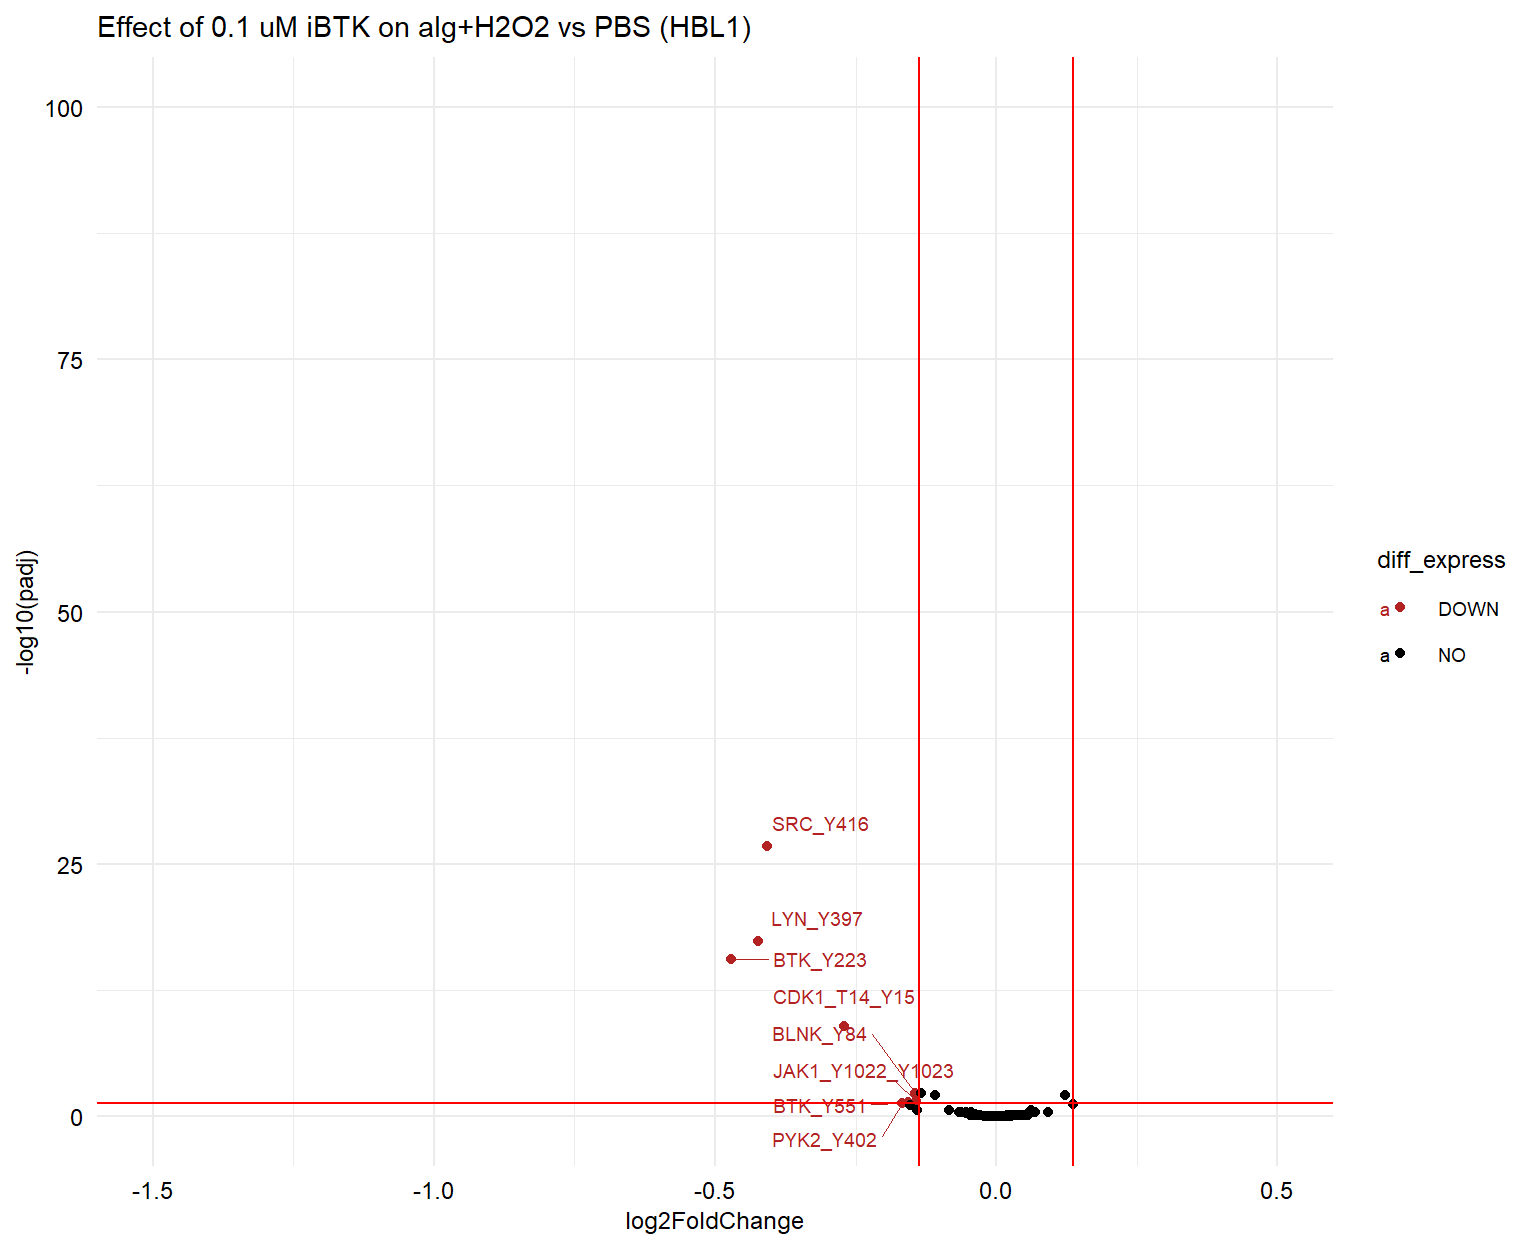 Effect of 0.1 uM iBTK on aIg+H2O2 vs PBS (HBL1)
100
75
50
25
0
-log10(padj)
SRC_Y416
LYN_Y397
BTK_Y223
CDK1_T14_Y15
BLNK_Y84
JAK1_Y1022_Y1023
BTK_Y551
PYK2_Y402
-1.5
-1.0
-0.5
0.0
0.5
log2FoldChange
diff_express
a DOWN
a NO